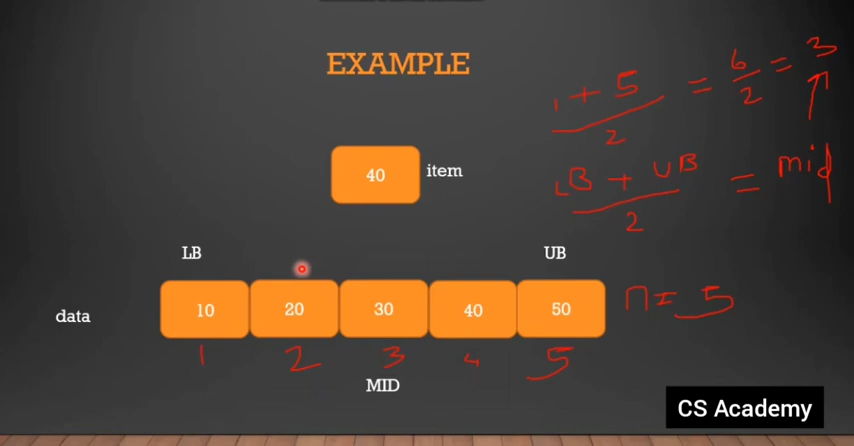 EXAMPLE
1 + 5 / 2 = 6 / 2 = 3
40 item
LB + UB / 2 = mid
LB UB
data 10 20 30 40 50 n = 5
1 2 3 4 5
MID
CS Academy